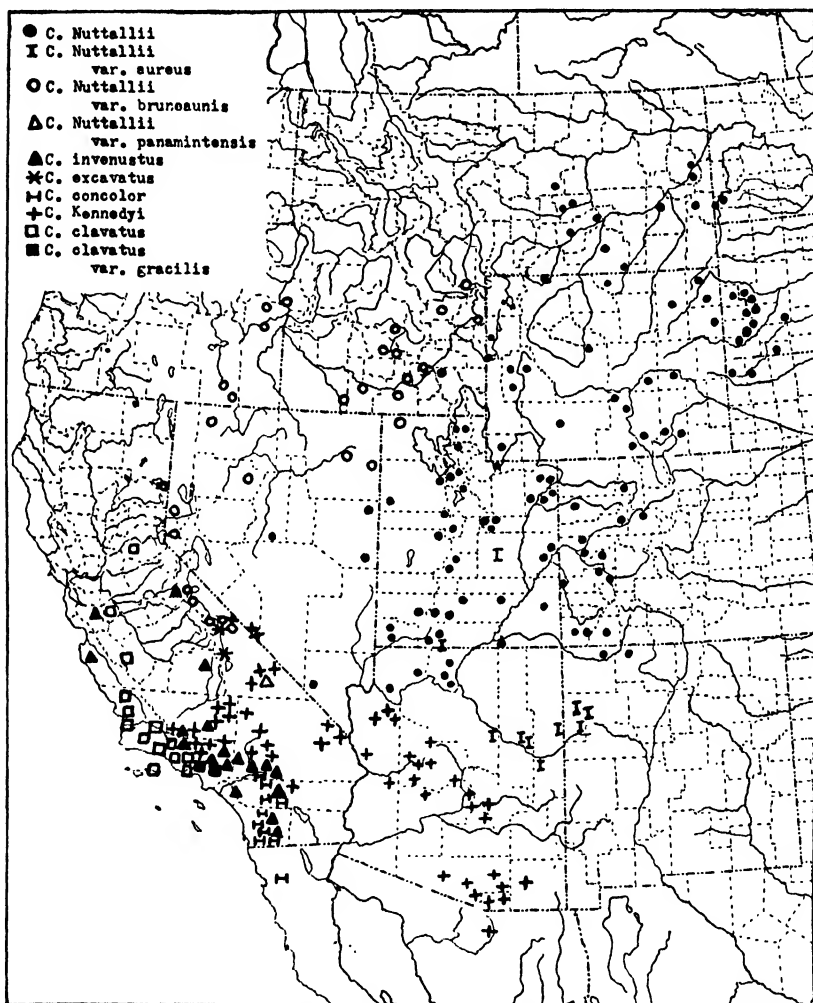 C. Nuttallii
C. Nuttallii
var. aureus
C. Nuttallii
var. bruneaunis
C. Nuttallii
var. panamintensis
C. invenustus
C. excavatus
C. concolor
C. Kennedyi
C. clavatus
C. clavatus
var. gracilis